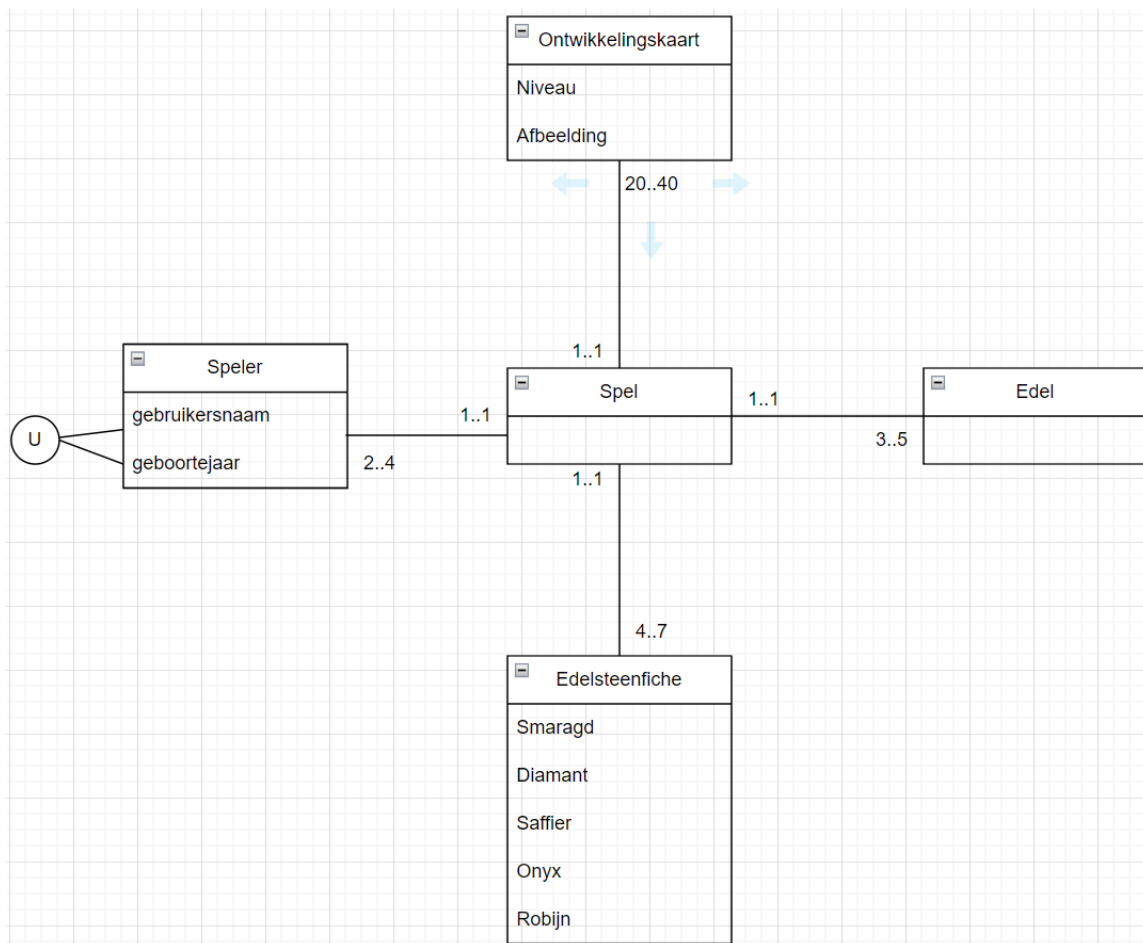 Ontwikkelingskaart
Niveau
Afbeelding
20..40
1..1
Speler
gebruikersnaam
geboortejaar
U
1..1
2..4
Spel
1..1
Edel
3..5
1..1
4..7
Edelsteenfiche
Smaragd
Diamant
Saffier
Onyx
Robijn